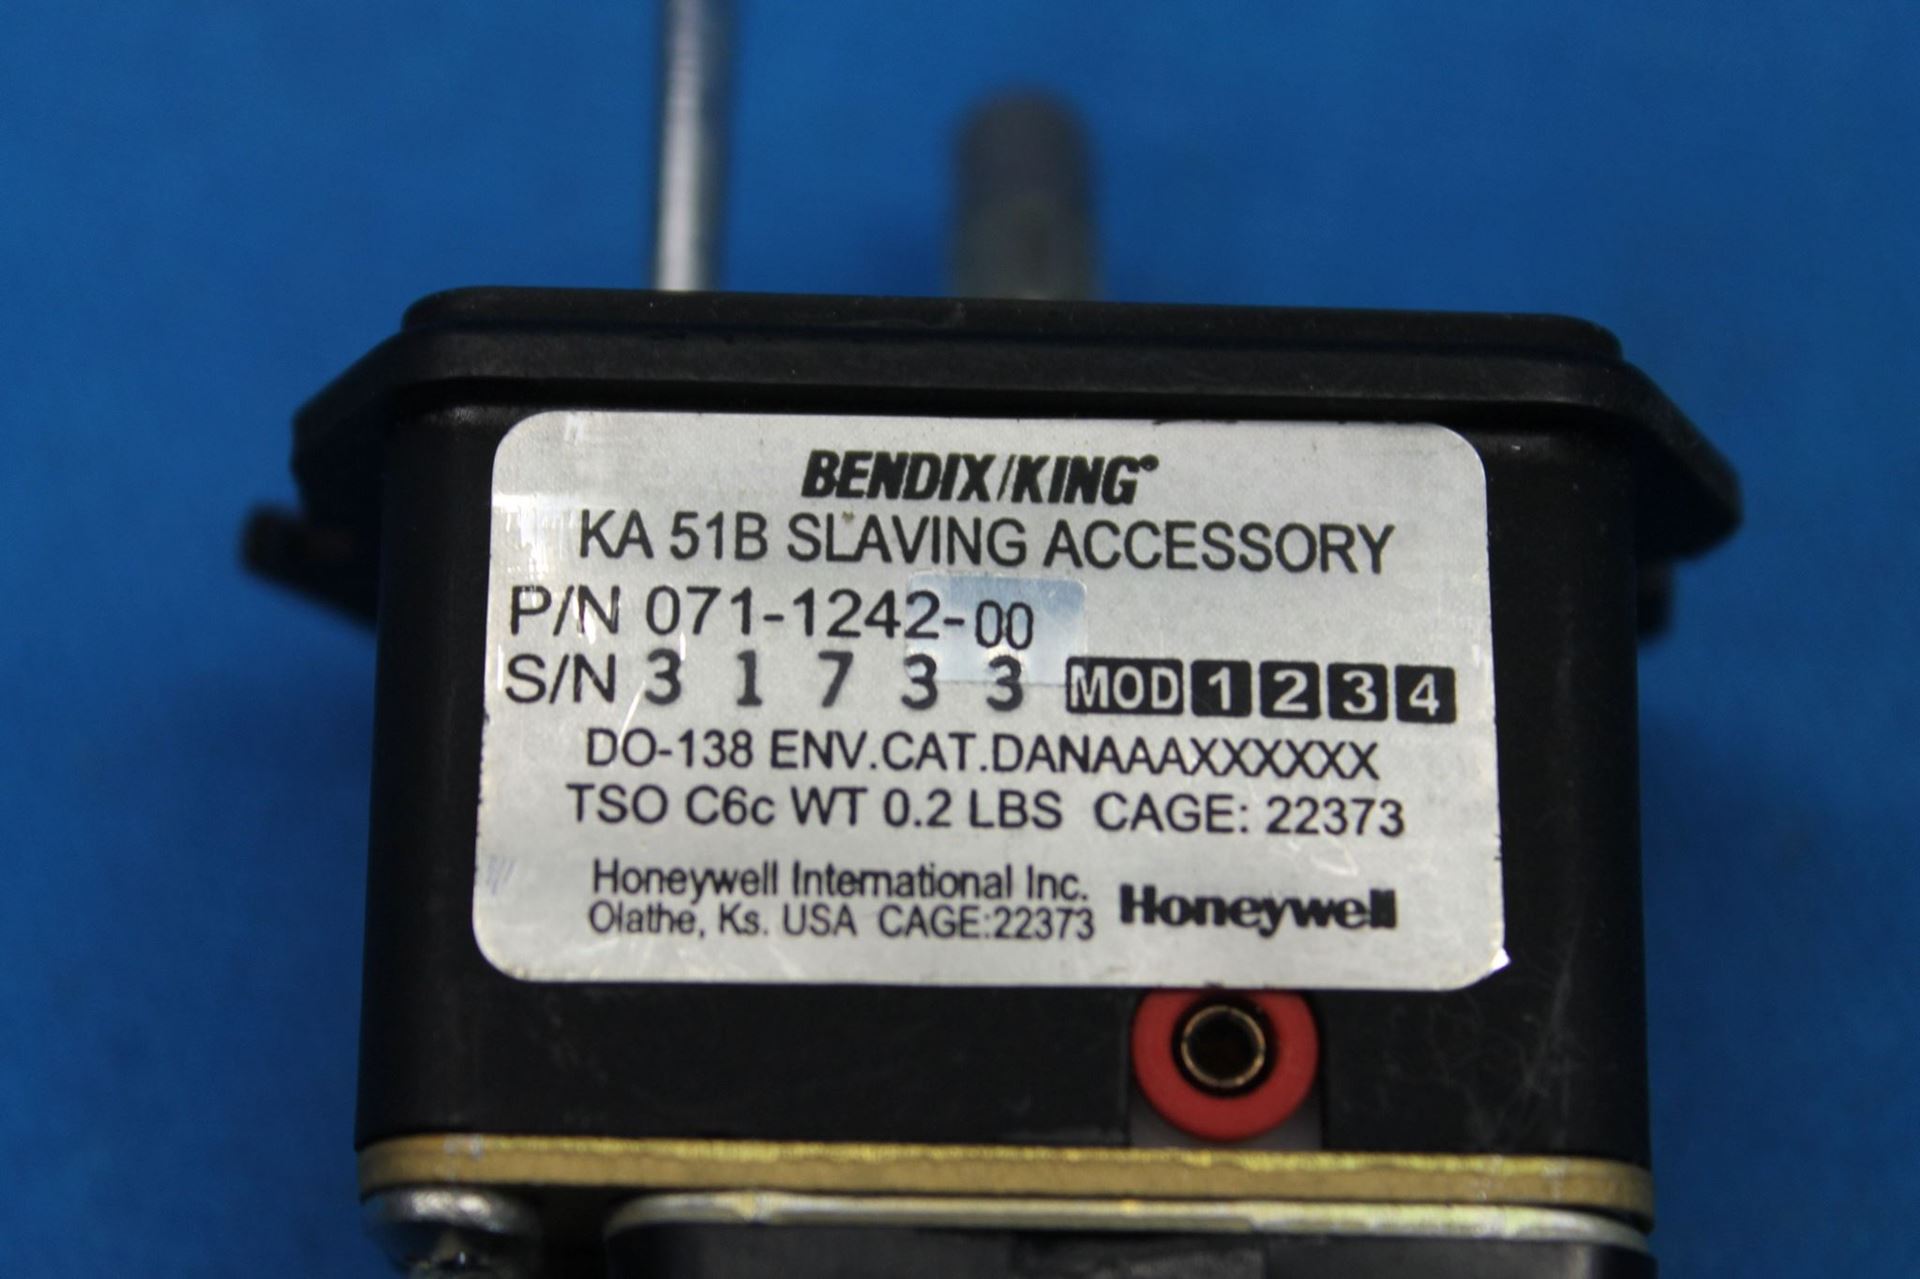 BENDIX/KING®
KA 51B SLAVING ACCESSORY
P/N 071-1242-00
S/N 3 1 7 3 3 MOD 1 2 3 4
DO-138 ENV.CAT.DANAAAXXXXXX
TSO C6c WT 0.2 LBS CAGE: 22373
Honeywell International Inc.
Olathe, Ks. USA CAGE:22373 Honeywell